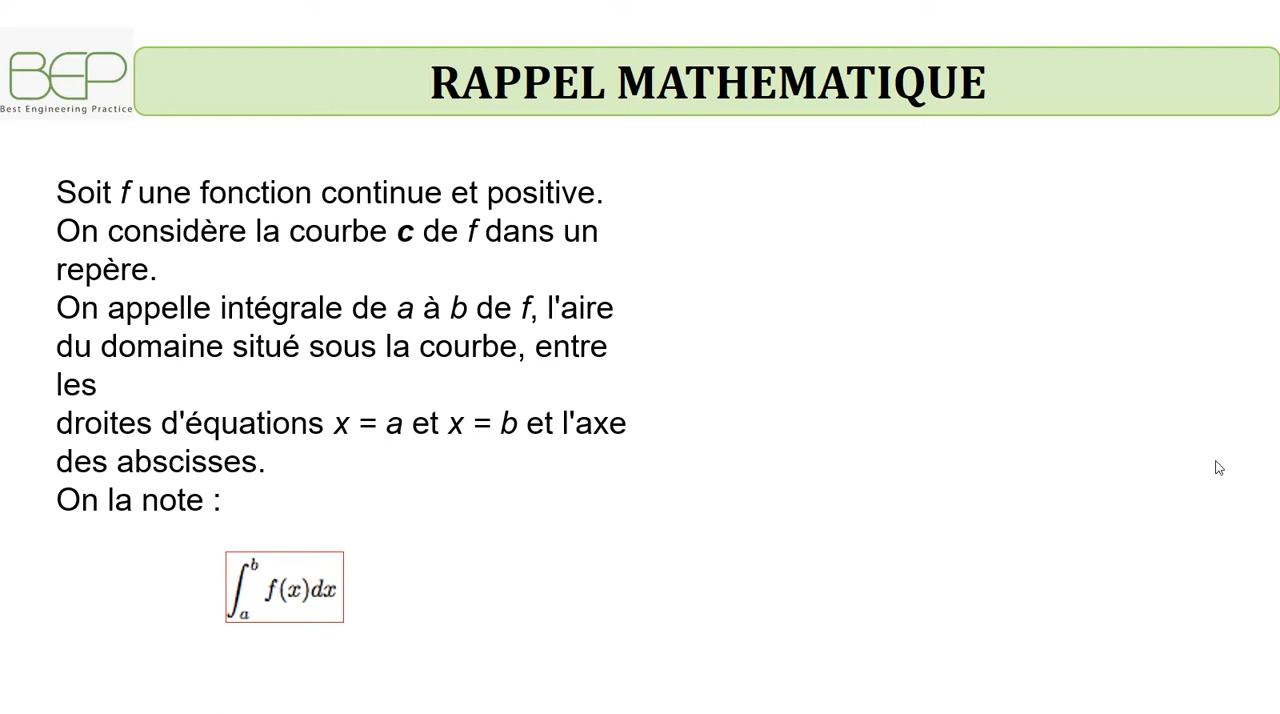 BEP
Best Engineering Practice
RAPPEL MATHEMATIQUE
Soit f une fonction continue et positive.
On considère la courbe c de f dans un
repère.
On appelle intégrale de a à b de f, l'aire
du domaine situé sous la courbe, entre
les
droites d'équations x = a et x = b et l'axe
des abscisses.
On la note :
∫_a^b f(x)dx